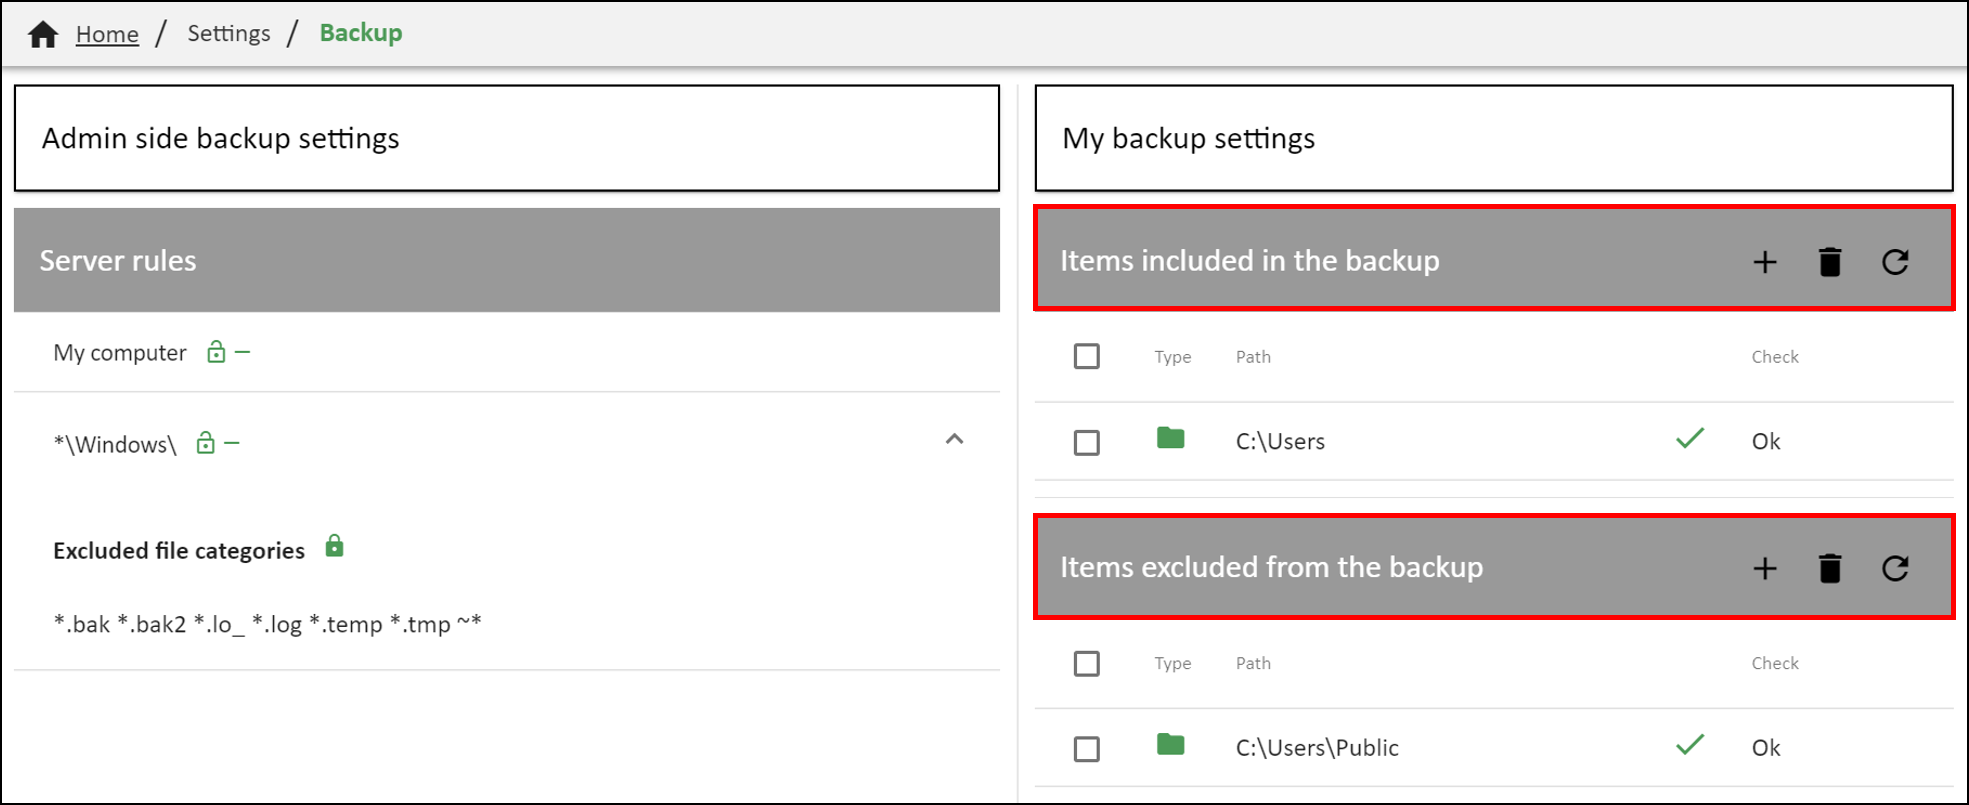 Home / Settings / Backup
Admin side backup settings
Server rules
My computer
*\Windows\
Excluded file categories
*.bak *.bak2 *.lo_ *.log *.temp *.tmp ~*
My backup settings
Items included in the backup
Type Path Check
C:\Users Ok
Items excluded from the backup
Type Path Check
C:\Users\Public Ok